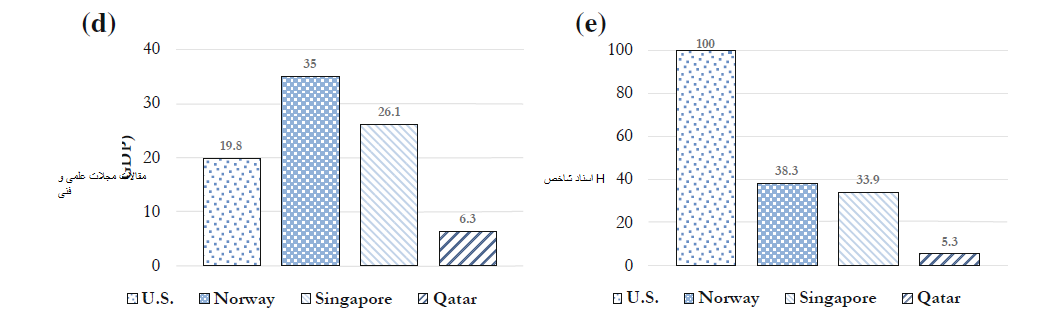 (d)
40
30
20
10
0
GDP)
مقالات مجلات علمی و
فنی
19.8
35
26.1
6.3
U.S.
Norway
Singapore
Qatar
(e)
100
80
60
40
20
0
اسناد شاخص H
100
38.3
33.9
5.3
U.S.
Norway
Singapore
Qatar